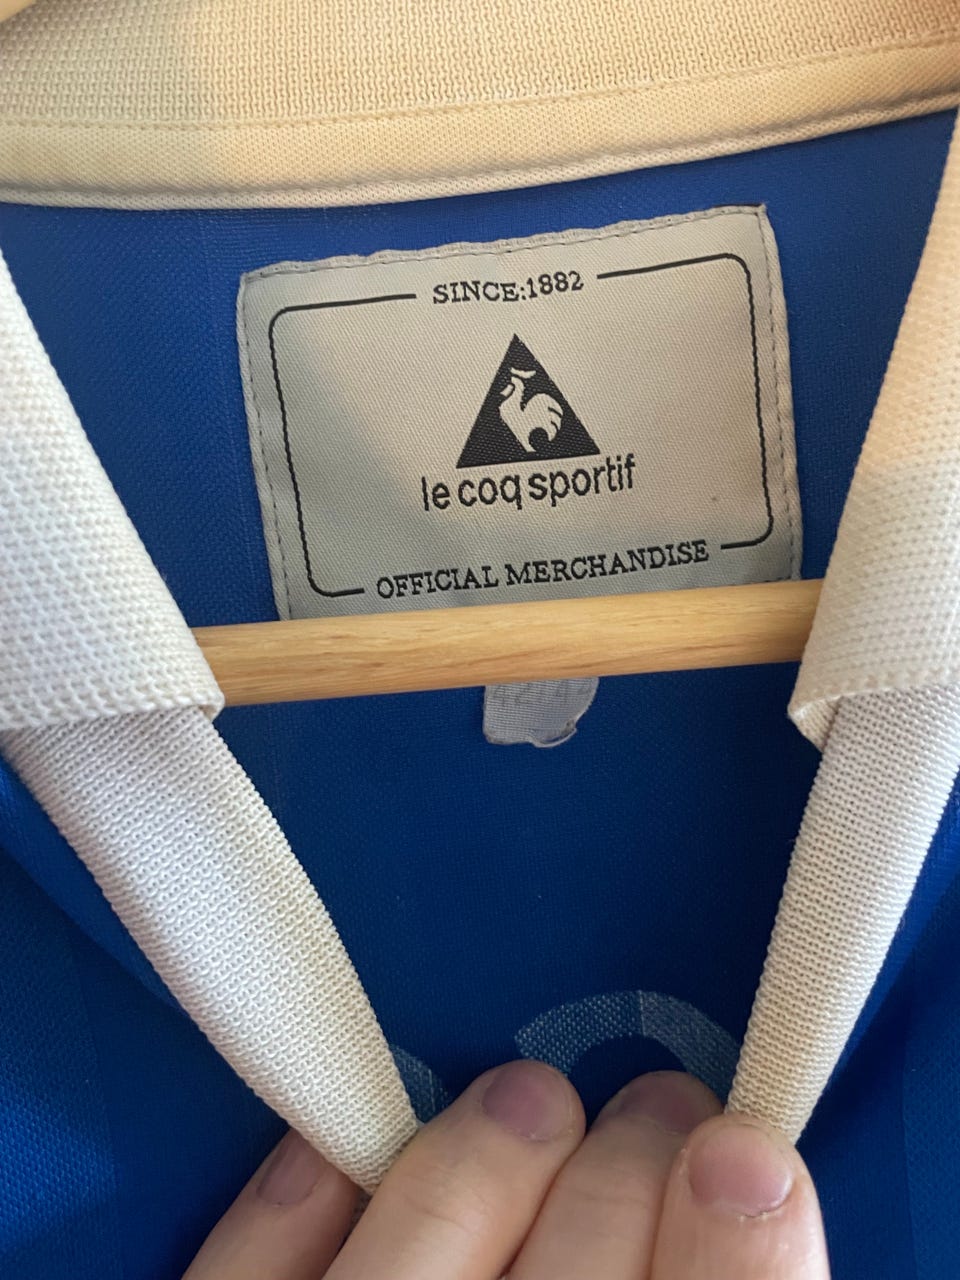 SINCE:1882
le coq sportif
OFFICIAL MERCHANDISE